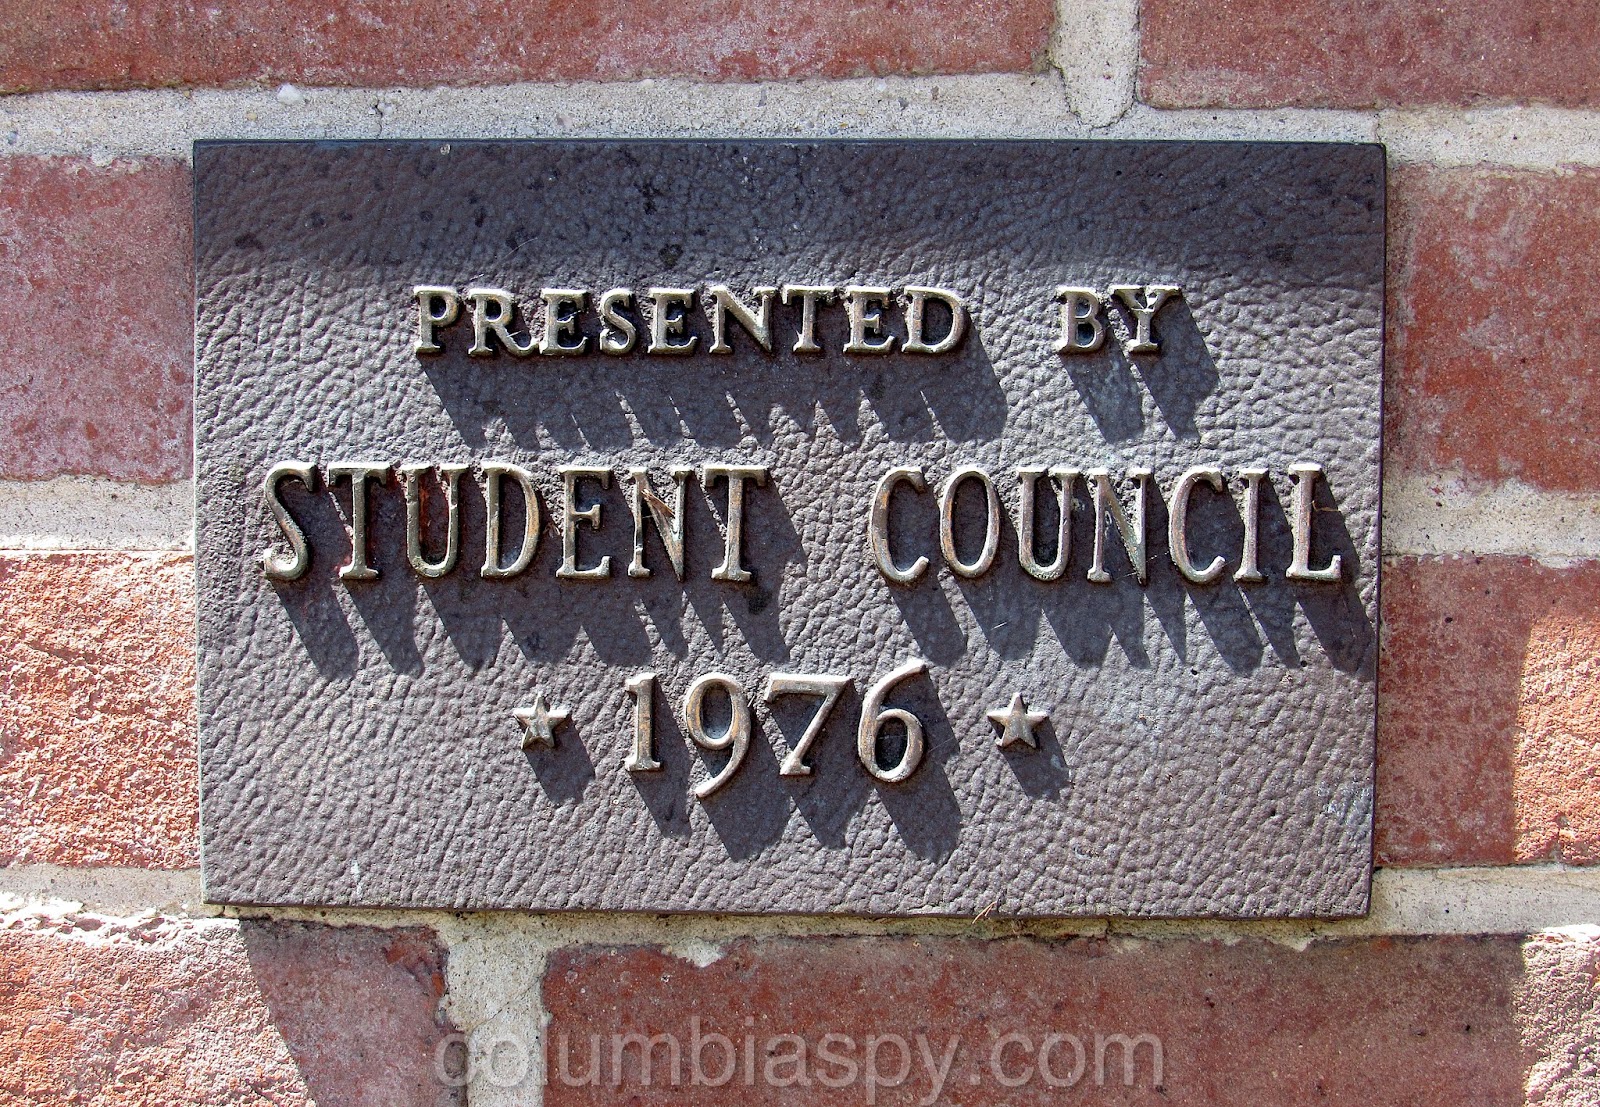 PRESENTED BY
STUDENT COUNCIL
★ 1976 ★
columbiaspy.com